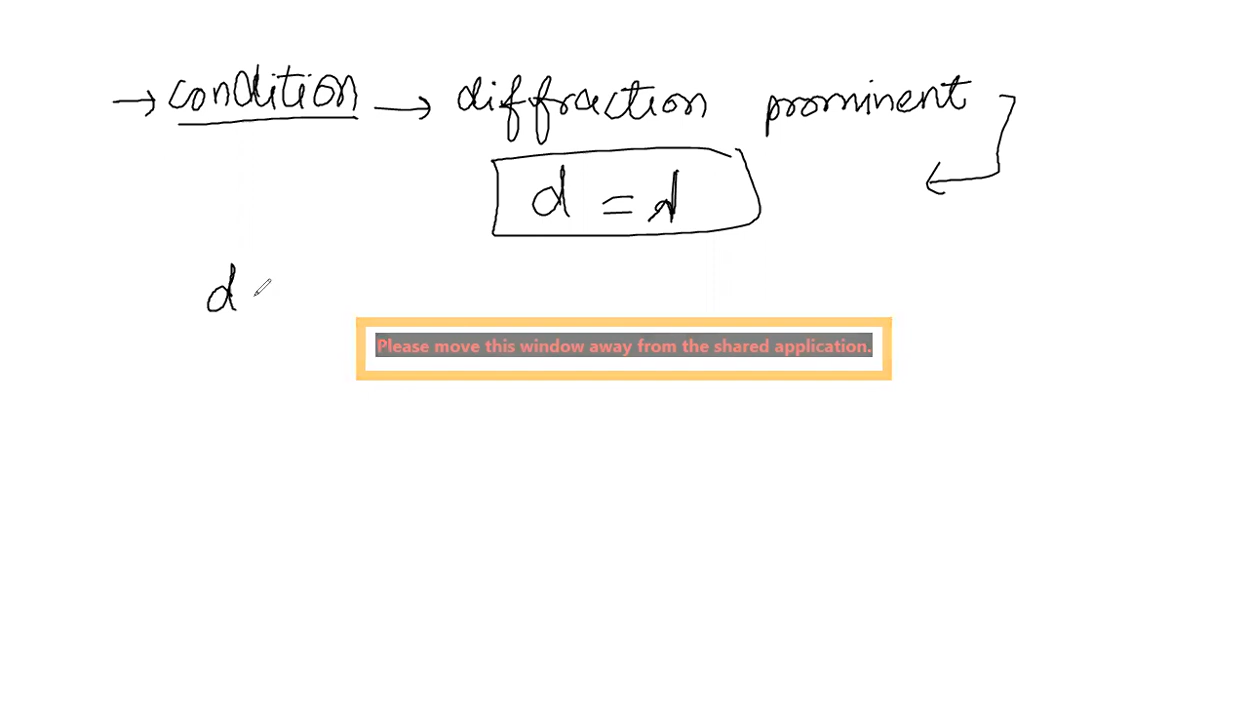 → condition → diffraction prominent
d = λ
d
Please move this window away from the shared application.